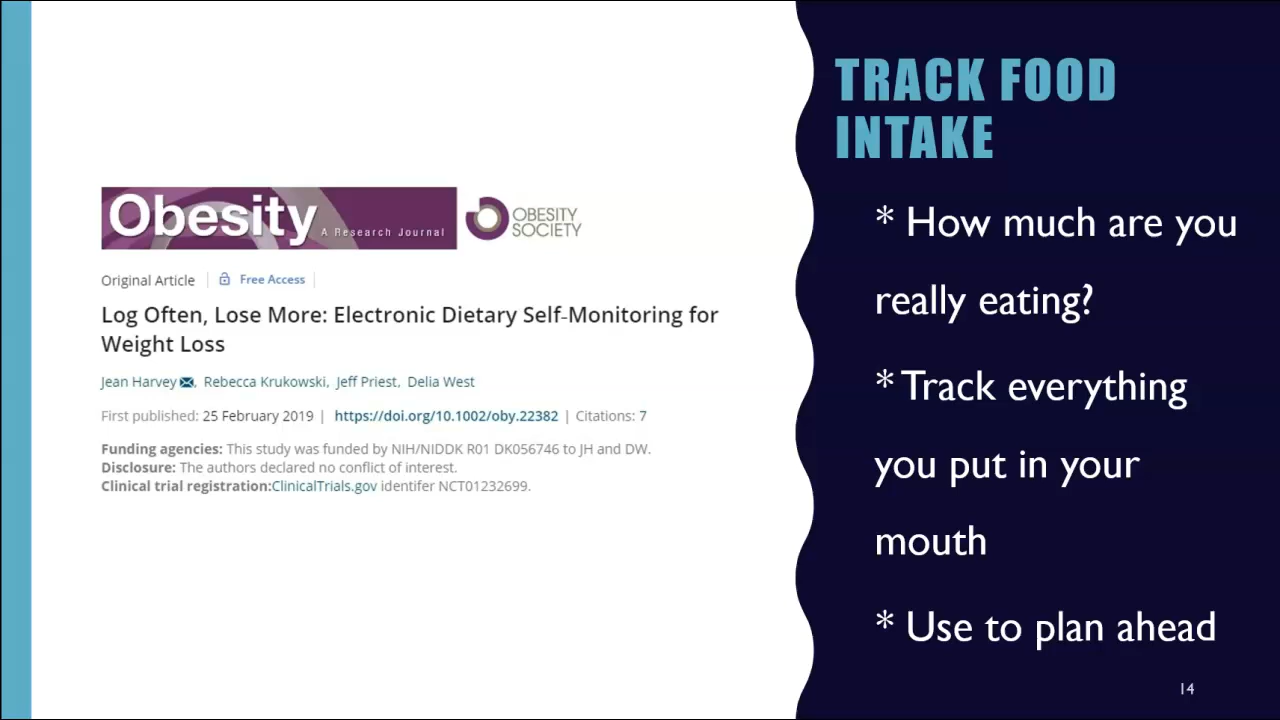 Obesity A Research Journal
OBESITY
SOCIETY
Original Article | Free Access |
Log Often, Lose More: Electronic Dietary Self-Monitoring for
Weight Loss
Jean Harvey, Rebecca Krukowski, Jeff Priest, Delia West
First published: 25 February 2019 | https://doi.org/10.1002/oby.22382 | Citations: 7
Funding agencies: This study was funded by NIH/NIDDK R01 DK056746 to JH and DW.
Disclosure: The authors declared no conflict of interest.
Clinical trial registration:ClinicalTrials.gov identifer NCT01232699.
TRACK FOOD
INTAKE
* How much are you
really eating?
* Track everything
you put in your
mouth
* Use to plan ahead
14